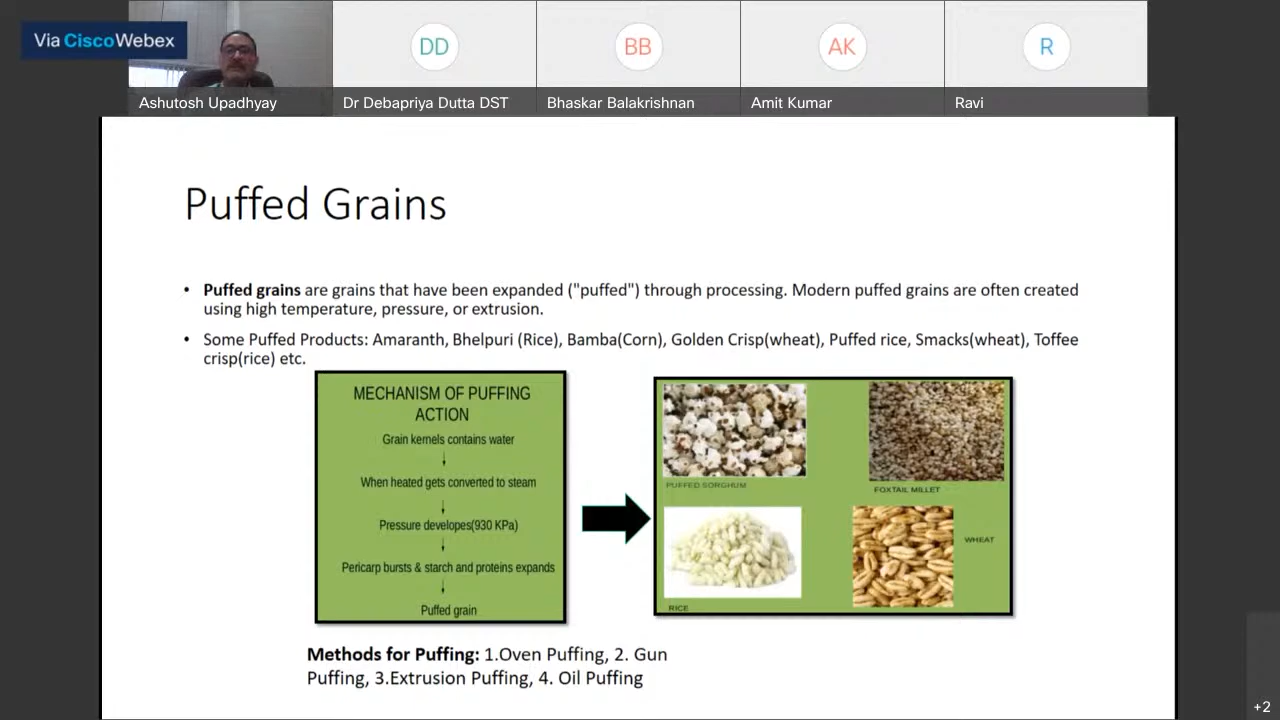 Via CiscoWebex
DD
BB
AK
R
Ashutosh Upadhyay
Dr Debapriya Dutta DST
Bhaskar Balakrishnan
Amit Kumar
Ravi
Puffed Grains
• Puffed grains are grains that have been expanded ("puffed") through processing. Modern puffed grains are often created
using high temperature, pressure, or extrusion.
• Some Puffed Products: Amaranth, Bhelpuri (Rice), Bamba(Corn), Golden Crisp(wheat), Puffed rice, Smacks(wheat), Toffee
crisp(rice) etc.
MECHANISM OF PUFFING
ACTION
Grain kernels contains water
When heated gets converted to steam
Pressure developes(930 KPa)
Pericarp bursts & starch and proteins expands
Puffed grain
PUFFED SORGHUM
FOXTAIL MILLET
WHEAT
RICE
Methods for Puffing: 1.Oven Puffing, 2. Gun
Puffing, 3.Extrusion Puffing, 4. Oil Puffing
+2